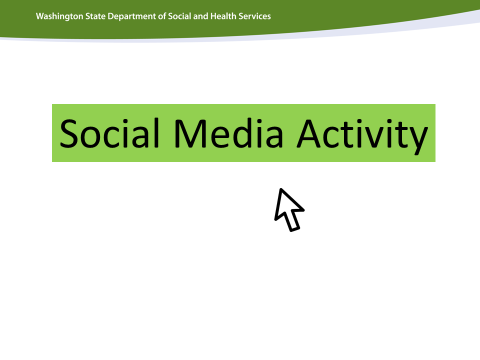 Washington State Department of Social and Health Services
Social Media Activity